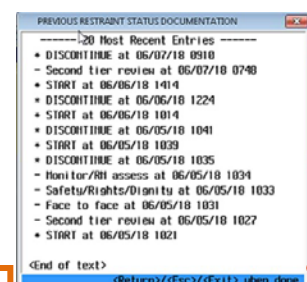 PREVIOUS RESTRAINT STATUS DOCUMENTATION
------20 Most Recent Entries ------
* DISCONTINUE at 06/07/18 0910
- Second tier review at 06/07/18 0748
* START at 06/06/18 1414
* DISCONTINUE at 06/06/18 1224
* START at 06/06/18 1014
* DISCONTINUE at 06/05/18 1041
* START at 06/05/18 1039
* DISCONTINUE at 06/05/18 1035
- Monitor/RN assess at 06/05/18 1034
- Safety/Rights/Dignity at 06/05/18 1033
- Face to face at 06/05/18 1031
- Second tier review at 06/05/18 1027
* START at 06/05/18 1021
<End of text>
<Return>/<Esc>/<Exit> when done